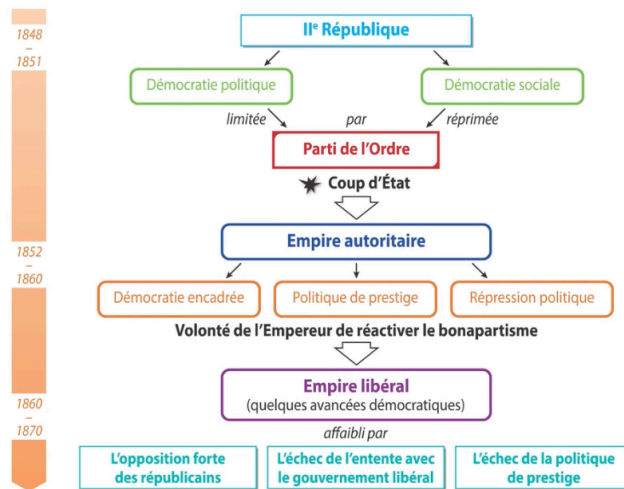 1848
–
1851
IIe République
Démocratie politique
Démocratie sociale
limitée par réprimée
Parti de l'Ordre
Coup d'État
1852
–
1860
Empire autoritaire
Démocratie encadrée
Politique de prestige
Répression politique
Volonté de l'Empereur de réactiver le bonapartisme
1860
–
1870
Empire libéral
(quelques avancées démocratiques)
affaibli par
L'opposition forte
des républicains
L'échec de l'entente avec
le gouvernement libéral
L'échec de la politique
de prestige